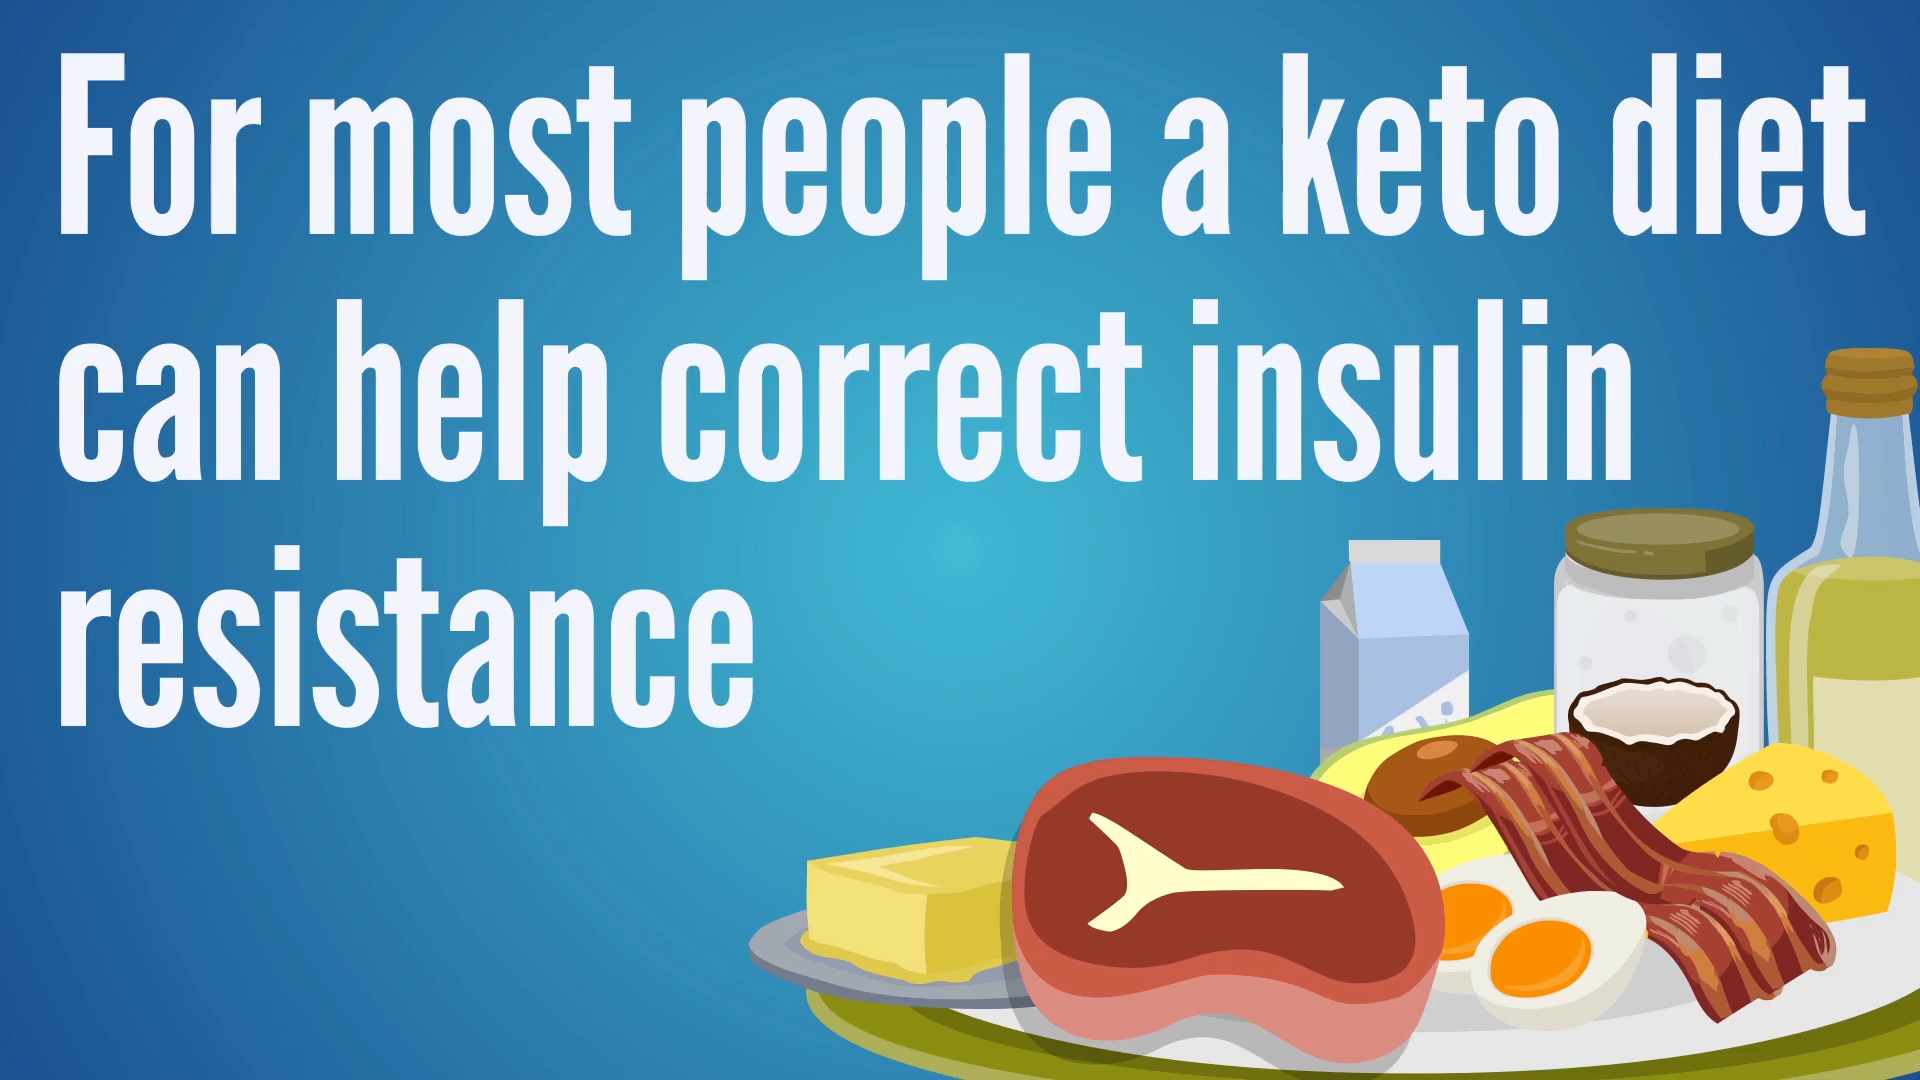 For most people a keto diet
can help correct insulin
resistance